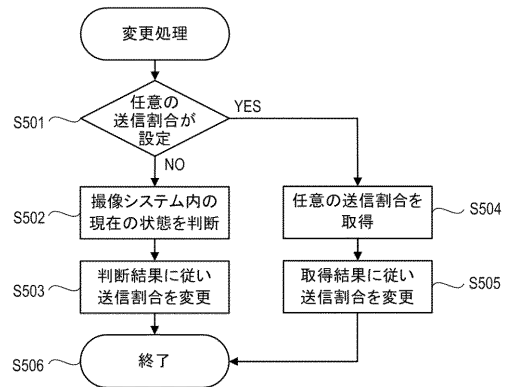 変更処理
任意の
送信割合が
設定
YES
S501
NO
撮像システム内の
現在の状態を判断
S502
任意の送信割合を
取得
S504
判断結果に従い
送信割合を変更
S503
取得結果に従い
送信割合を変更
S505
終了
S506